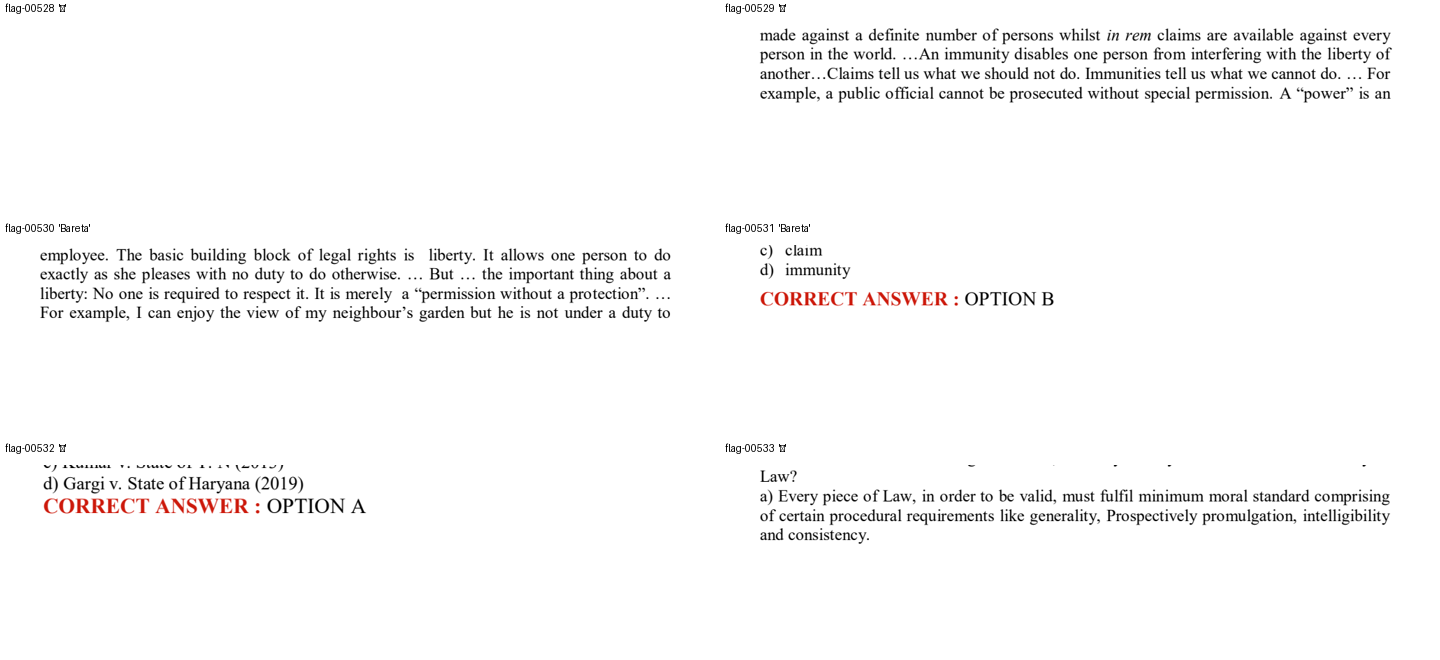 flag-00528
flag-00529
made against a definite number of persons whilst in rem claims are available against every
person in the world. …An immunity disables one person from interfering with the liberty of
another…Claims tell us what we should not do. Immunities tell us what we cannot do. … For
example, a public official cannot be prosecuted without special permission. A “power” is an
flag-00530 'Bareta'
employee. The basic building block of legal rights is liberty. It allows one person to do
exactly as she pleases with no duty to do otherwise. … But … the important thing about a
liberty: No one is required to respect it. It is merely a “permission without a protection”. …
For example, I can enjoy the view of my neighbour’s garden but he is not under a duty to
flag-00531 'Bareta'
c) claim
d) immunity
CORRECT ANSWER : OPTION B
flag-00532
d) Gargi v. State of Haryana (2019)
CORRECT ANSWER : OPTION A
flag-00533
Law?
a) Every piece of Law, in order to be valid, must fulfil minimum moral standard comprising
of certain procedural requirements like generality, Prospectively promulgation, intelligibility
and consistency.